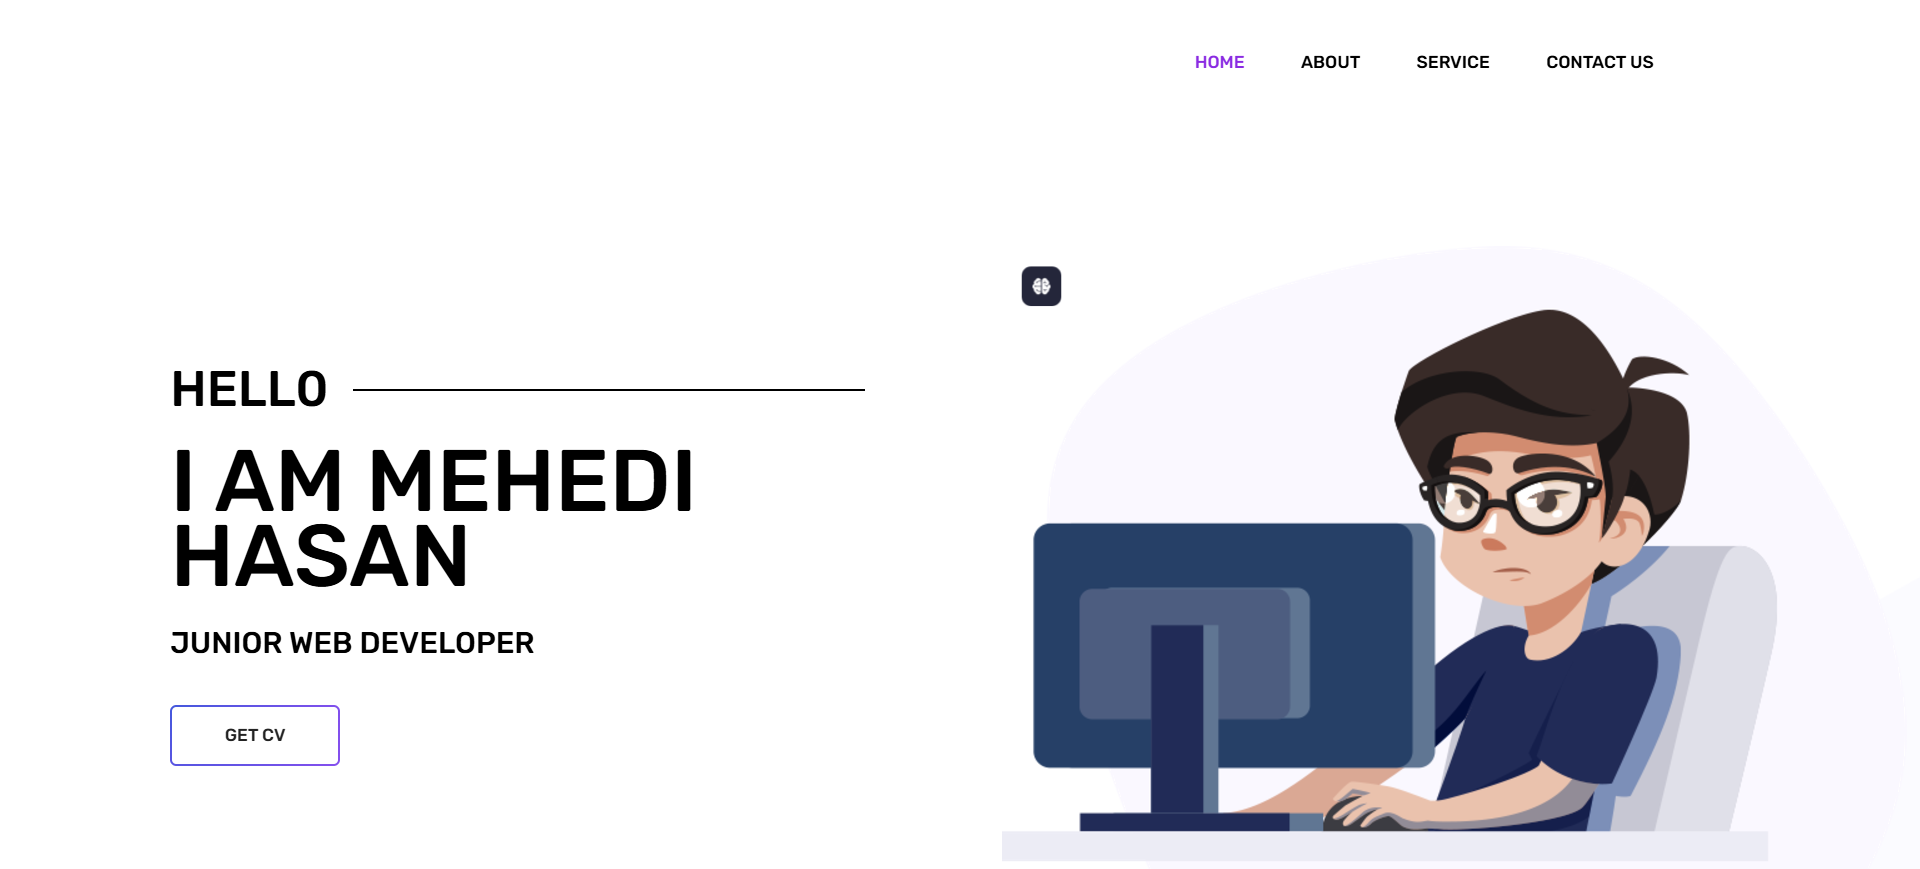 HOME ABOUT SERVICE CONTACT US
HELLO
I AM MEHEDI
HASAN
JUNIOR WEB DEVELOPER
GET CV